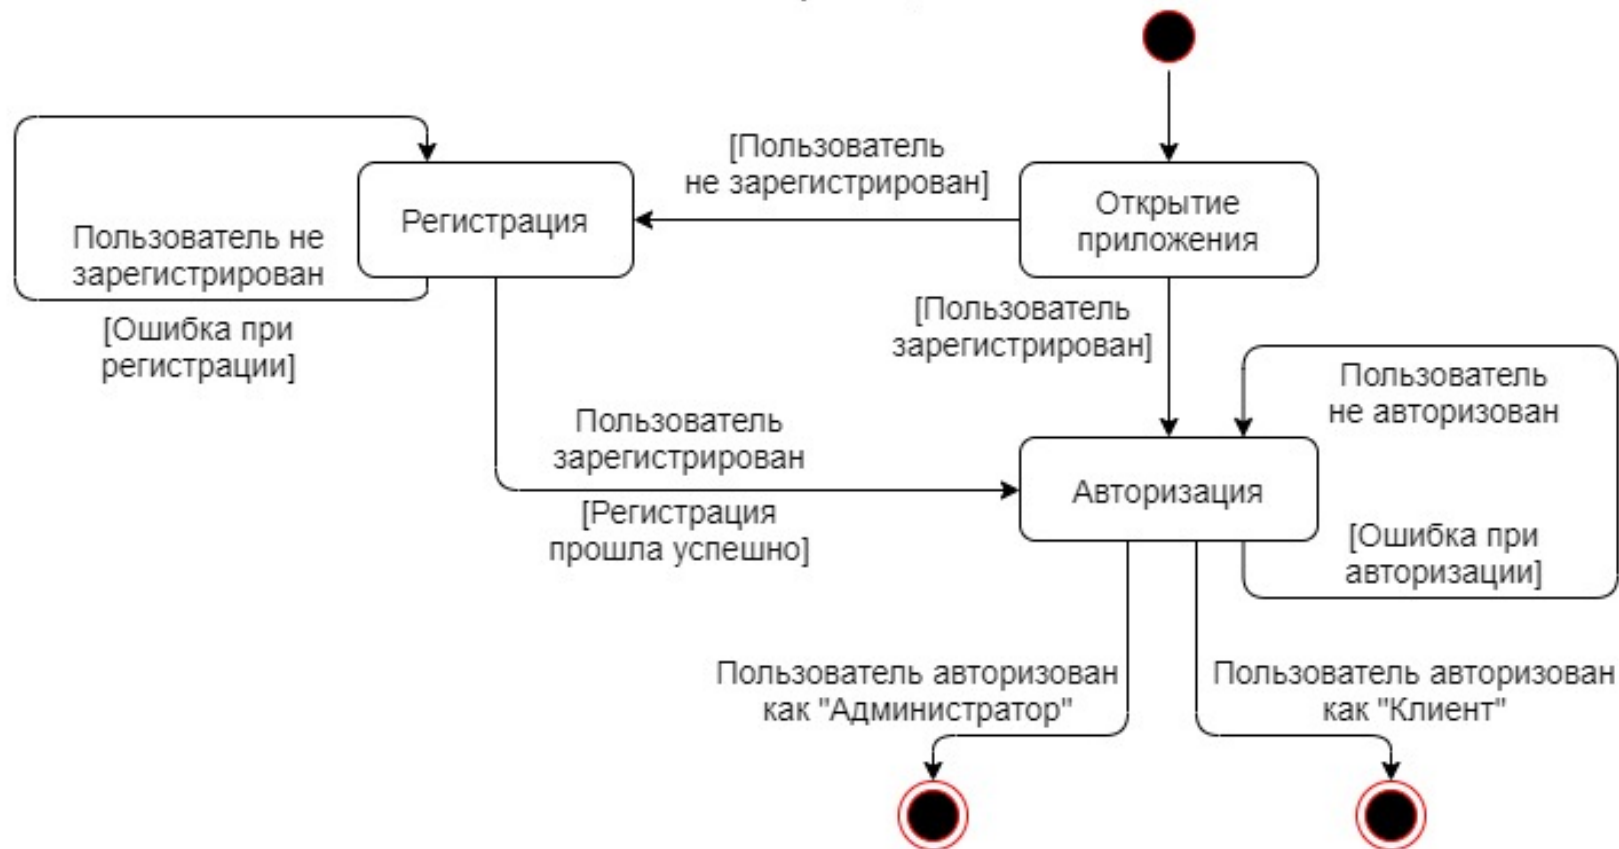 [Пользователь
не зарегистрирован]
Открытие
приложения
Регистрация
Пользователь не
зарегистрирован
[Ошибка при
регистрации]
[Пользователь
зарегистрирован]
Пользователь
не авторизован
Пользователь
зарегистрирован
[Регистрация
прошла успешно]
Авторизация
[Ошибка при
авторизации]
Пользователь авторизован
как "Администратор"
Пользователь авторизован
как "Клиент"